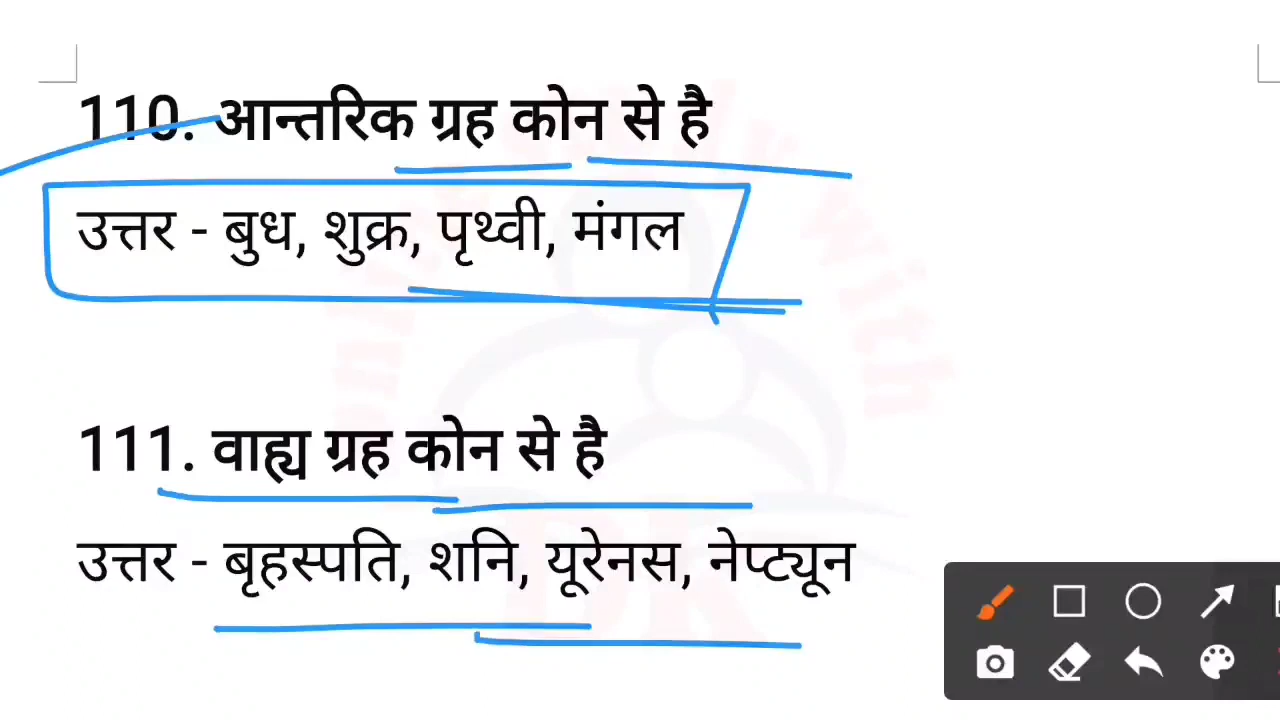 110. आन्तरिक ग्रह कोन से है
उत्तर - बुध, शुक्र, पृथ्वी, मंगल
111. वाह्य ग्रह कोन से है
उत्तर - बृहस्पति, शनि, यूरेनस, नेप्ट्यून